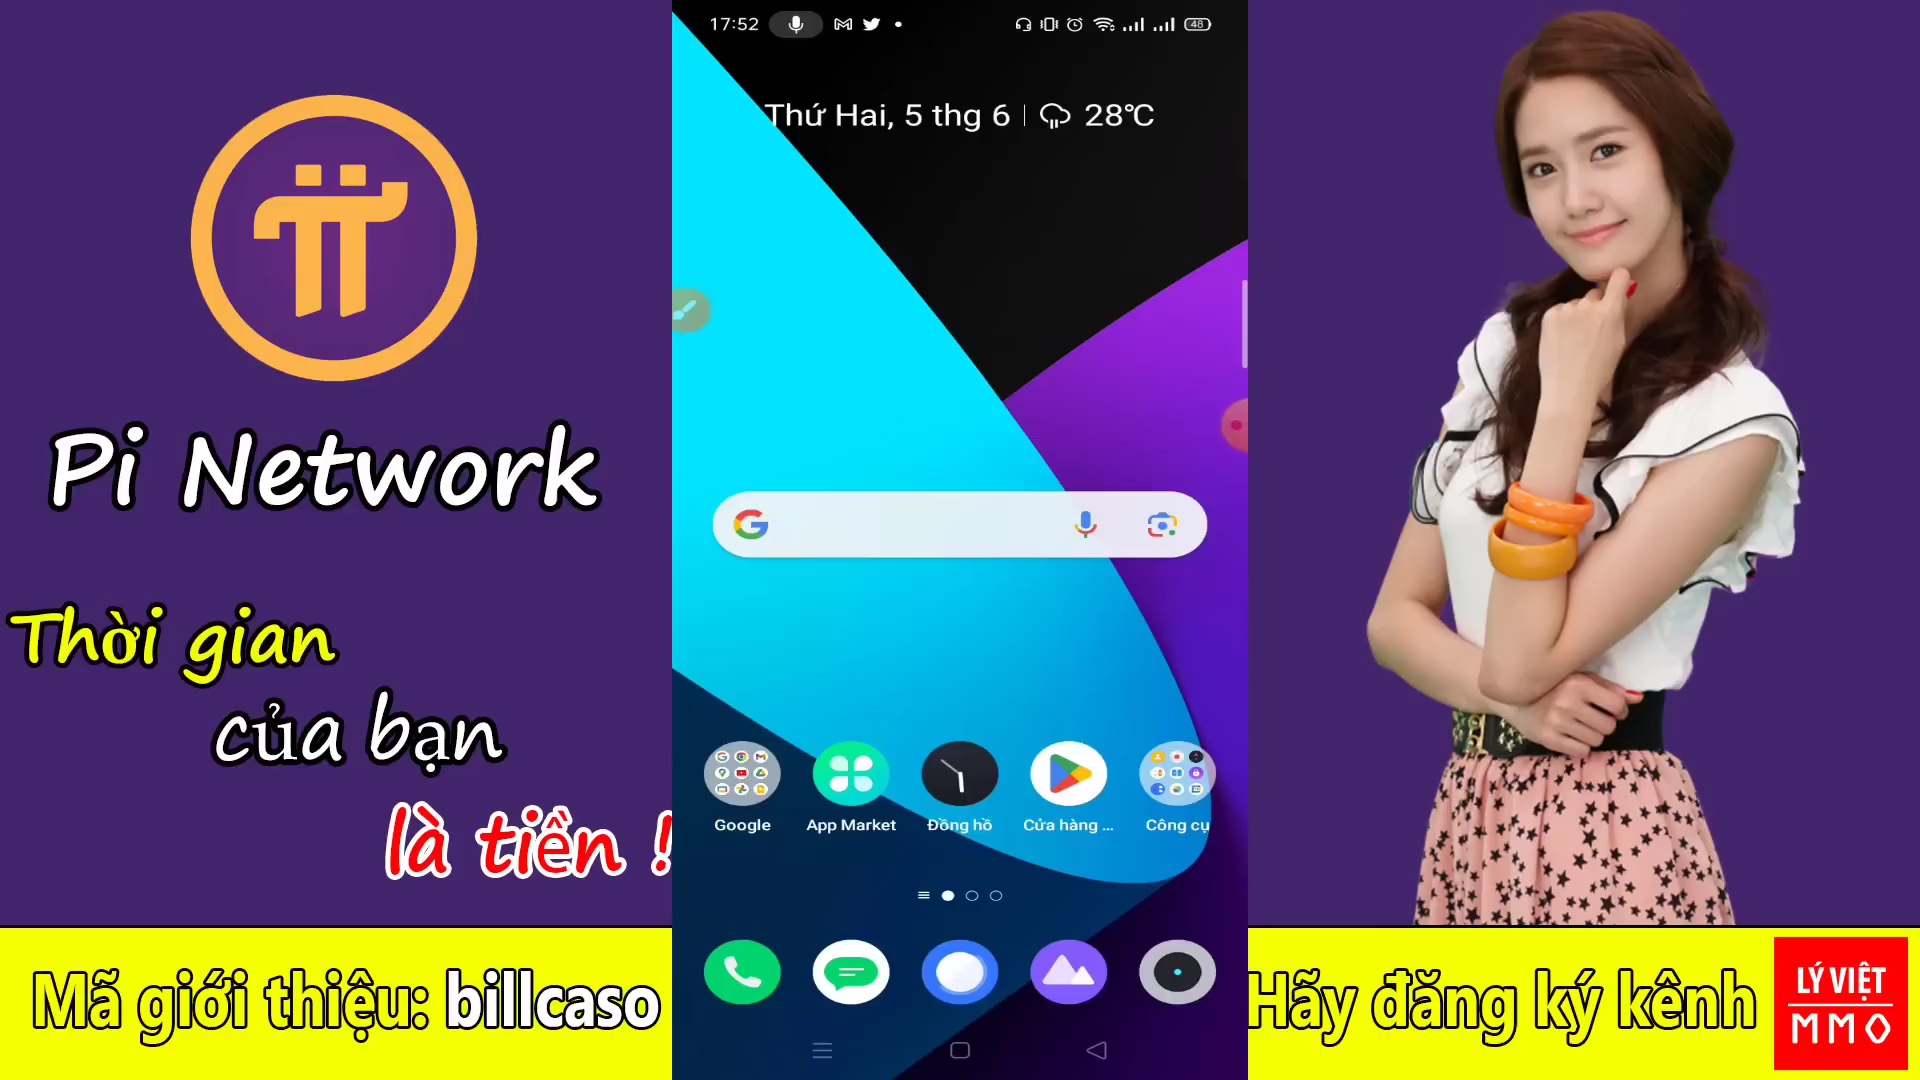 Pi Network
Thời gian
của bạn
là tiền !
Mã giới thiệu: billcaso
17:52
48
Thứ Hai, 5 thg 6
28°C
Google
App Market
Đồng hồ
Cửa hàng ...
Công cụ
Hãy đăng ký kênh
LÝ VIỆT
MMO